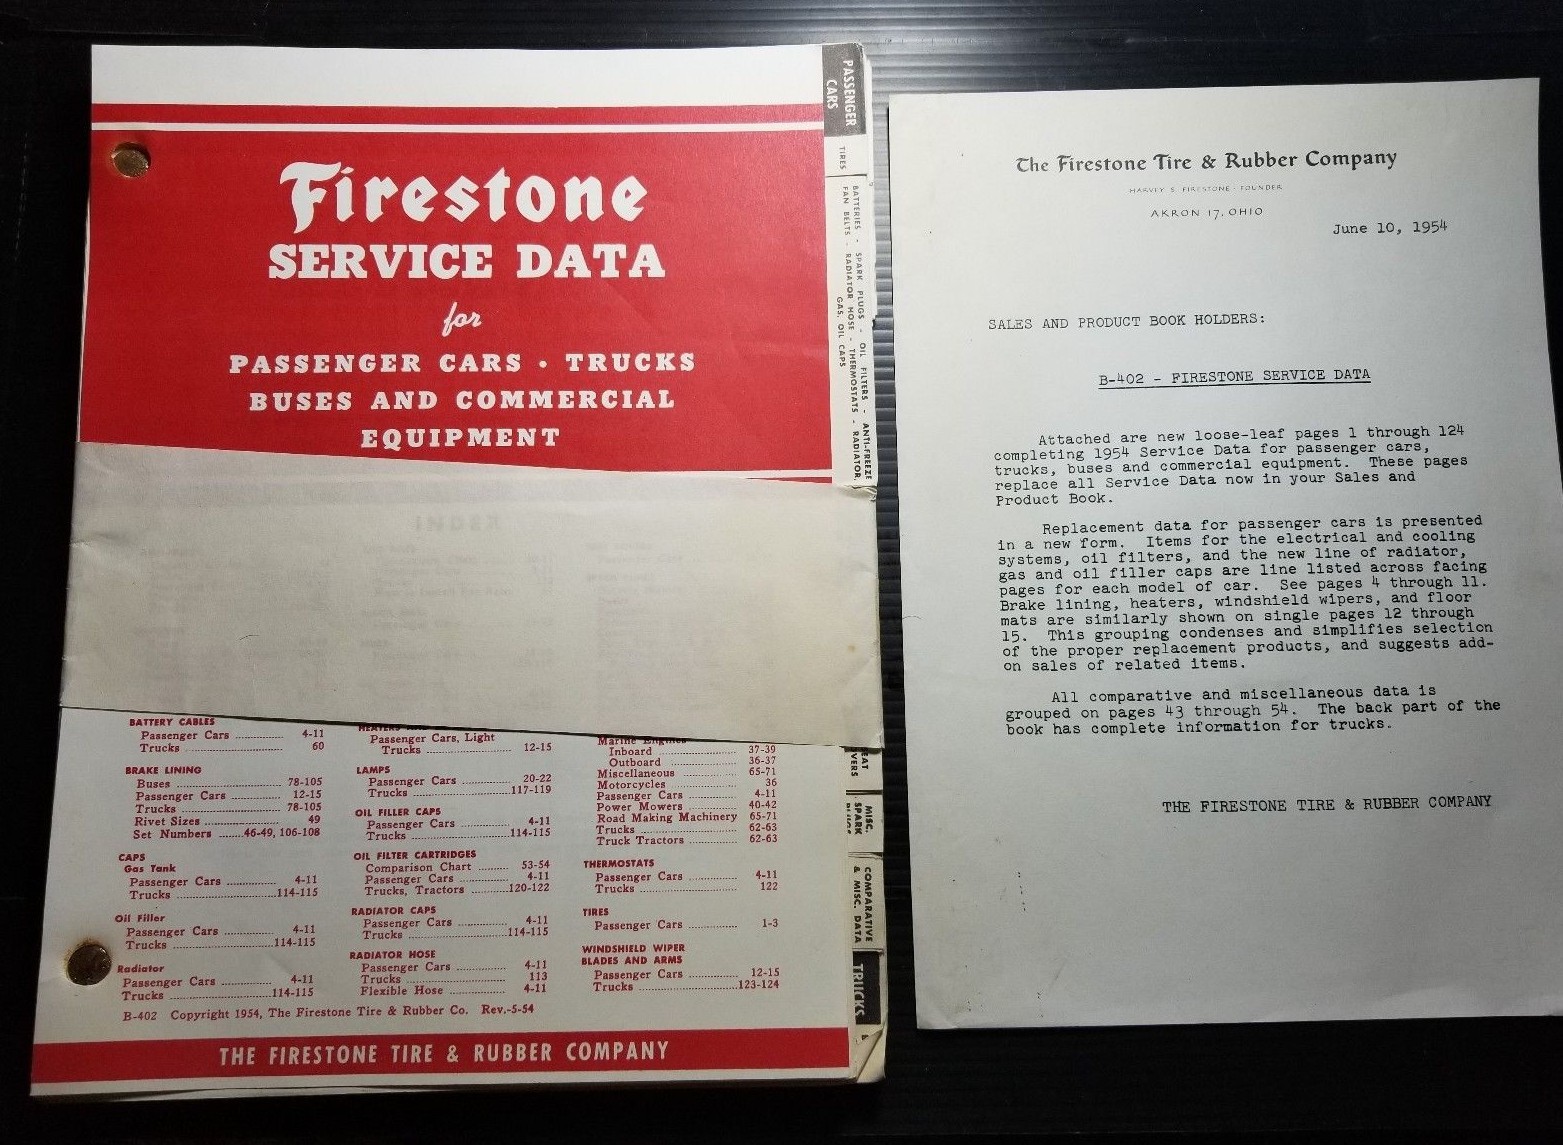 Firestone
SERVICE DATA
for
PASSENGER CARS · TRUCKS
BUSES AND COMMERCIAL
EQUIPMENT
PASSENGER
CARS
TIRES
BATTERIES - SPARK PLUGS - OIL FILTERS - ANTI-FREEZE
FAN BELTS - RADIATOR HOSE - THERMOSTATS - RADIATOR,
GAS, OIL CAPS
MISC.
SPARK
COMPARATIVE
& MISC. DATA
TRUCKS
BATTERY CABLES
Passenger Cars 4-11
Trucks 60
BRAKE LINING
Buses 78-105
Passenger Cars 12-15
Trucks 78-105
Rivet Sizes 49
Set Numbers 46-49, 106-108
CAPS
Gas Tank
Passenger Cars 4-11
Trucks 114-115
Oil Filler
Passenger Cars 4-11
Trucks 114-115
Radiator
Passenger Cars 4-11
Trucks 114-115
Passenger Cars, Light
Trucks 12-15
LAMPS
Passenger Cars 20-22
Trucks 117-119
OIL FILLER CAPS
Passenger Cars 4-11
Trucks 114-115
OIL FILTER CARTRIDGES
Comparison Chart 53-54
Passenger Cars 4-11
Trucks, Tractors 120-122
RADIATOR CAPS
Passenger Cars 4-11
Trucks 114-115
RADIATOR HOSE
Passenger Cars 4-11
Trucks 113
Flexible Hose 4-11
Marine Engines
Inboard 37-39
Outboard 36-37
Miscellaneous 65-71
Motorcycles 36
Passenger Cars 4-11
Power Mowers 40-42
Road Making Machinery 65-71
Trucks 62-63
Truck Tractors 62-63
THERMOSTATS
Passenger Cars 4-11
Trucks 122
TIRES
Passenger Cars 1-3
WINDSHIELD WIPER
BLADES AND ARMS
Passenger Cars 12-15
Trucks 123-124
B-402 Copyright 1954, The Firestone Tire & Rubber Co. Rev.-5-54
THE FIRESTONE TIRE & RUBBER COMPANY
The Firestone Tire & Rubber Company
HARVEY S. FIRESTONE · FOUNDER
AKRON 17, OHIO
June 10, 1954
SALES AND PRODUCT BOOK HOLDERS:
B-402 - FIRESTONE SERVICE DATA
Attached are new loose-leaf pages 1 through 124
completing 1954 Service Data for passenger cars,
trucks, buses and commercial equipment. These pages
replace all Service Data now in your Sales and
Product Book.
Replacement data for passenger cars is presented
in a new form. Items for the electrical and cooling
systems, oil filters, and the new line of radiator,
gas and oil filler caps are line listed across facing
pages for each model of car. See pages 4 through 11.
Brake lining, heaters, windshield wipers, and floor
mats are similarly shown on single pages 12 through
15. This grouping condenses and simplifies selection
of the proper replacement products, and suggests add-
on sales of related items.
All comparative and miscellaneous data is
grouped on pages 43 through 54. The back part of the
book has complete information for trucks.
THE FIRESTONE TIRE & RUBBER COMPANY